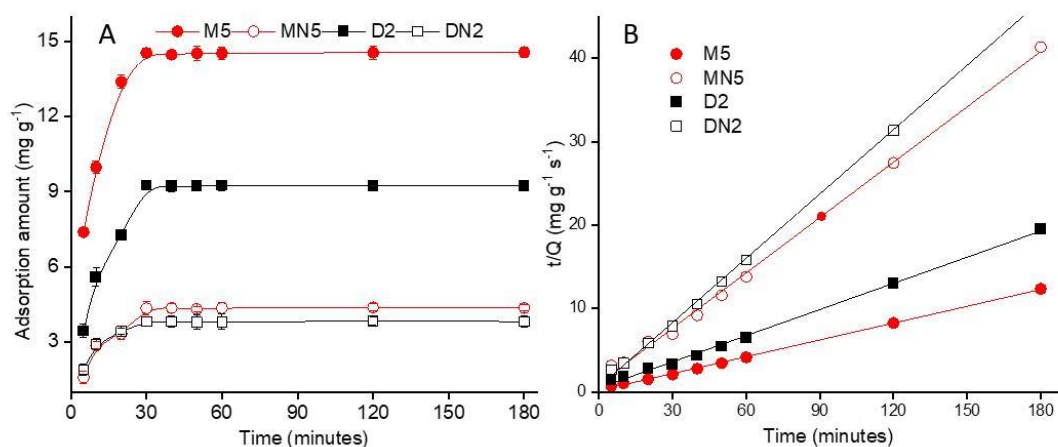 A
M5 MN5 D2 DN2
15
12
9
6
3
Adsorption amount (mg g⁻¹)
0 30 60 90 120 150 180
Time (minutes)
B
M5
MN5
D2
DN2
40
30
20
10
0
t/Q (mg g⁻¹ s⁻¹)
0 30 60 90 120 150 180
Time (minutes)